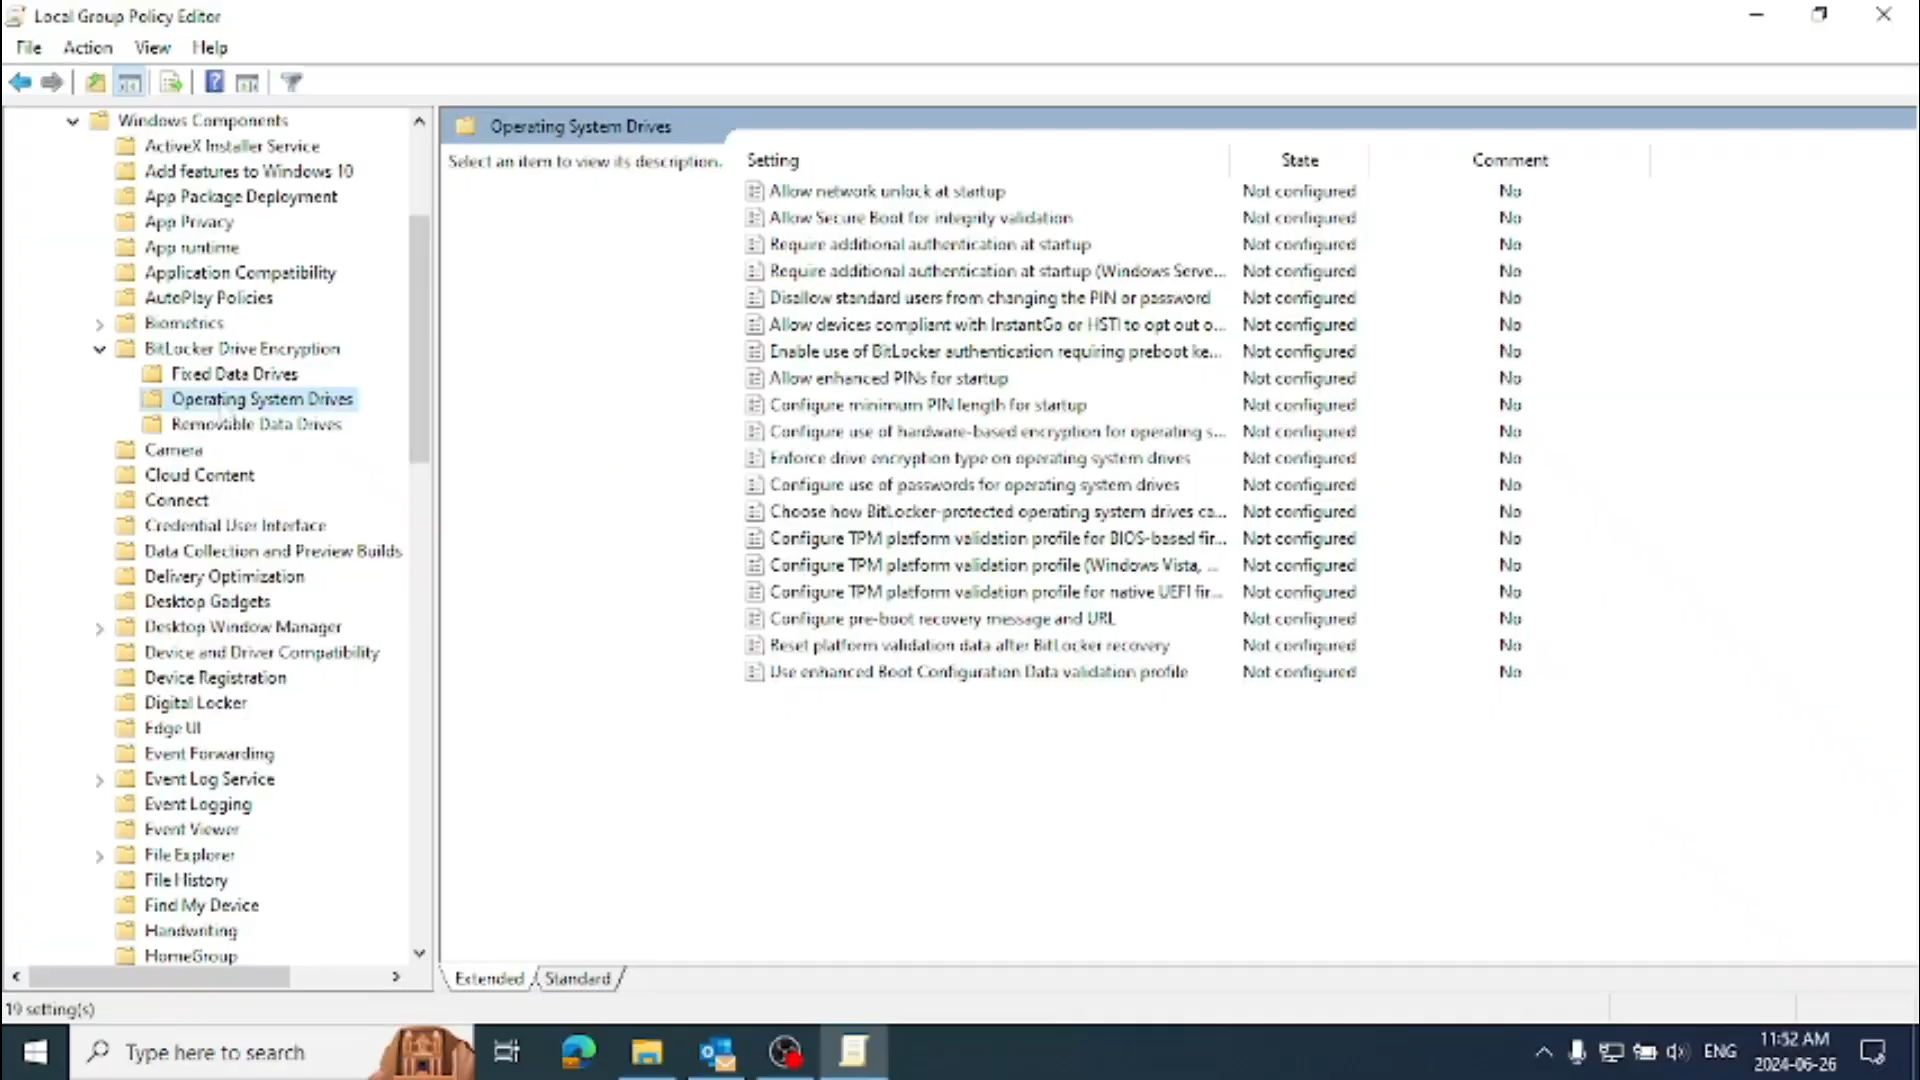 Local Group Policy Editor
File Action View Help
Windows Components
ActiveX Installer Service
Add features to Windows 10
App Package Deployment
App Privacy
App runtime
Application Compatibility
AutoPlay Policies
Biometrics
BitLocker Drive Encryption
Fixed Data Drives
Operating System Drives
Removable Data Drives
Camera
Cloud Content
Connect
Credential User Interface
Data Collection and Preview Builds
Delivery Optimization
Desktop Gadgets
Desktop Window Manager
Device and Driver Compatibility
Device Registration
Digital Locker
Edge UI
Event Forwarding
Event Log Service
Event Logging
Event Viewer
File Explorer
File History
Find My Device
Handwriting
HomeGroup
Operating System Drives
Select an item to view its description.
Setting State Comment
Allow network unlock at startup Not configured No
Allow Secure Boot for integrity validation Not configured No
Require additional authentication at startup Not configured No
Require additional authentication at startup (Windows Serve... Not configured No
Disallow standard users from changing the PIN or password Not configured No
Allow devices compliant with InstantGo or HSTI to opt out o... Not configured No
Enable use of BitLocker authentication requiring preboot ke... Not configured No
Allow enhanced PINs for startup Not configured No
Configure minimum PIN length for startup Not configured No
Configure use of hardware-based encryption for operating s... Not configured No
Enforce drive encryption type on operating system drives Not configured No
Configure use of passwords for operating system drives Not configured No
Choose how BitLocker-protected operating system drives ca... Not configured No
Configure TPM platform validation profile for BIOS-based fir... Not configured No
Configure TPM platform validation profile (Windows Vista, ... Not configured No
Configure TPM platform validation profile for native UEFI fir... Not configured No
Configure pre-boot recovery message and URL Not configured No
Reset platform validation data after BitLocker recovery Not configured No
Use enhanced Boot Configuration Data validation profile Not configured No
Extended Standard
19 setting(s)
Type here to search
ENG
11:52 AM
2024-06-26